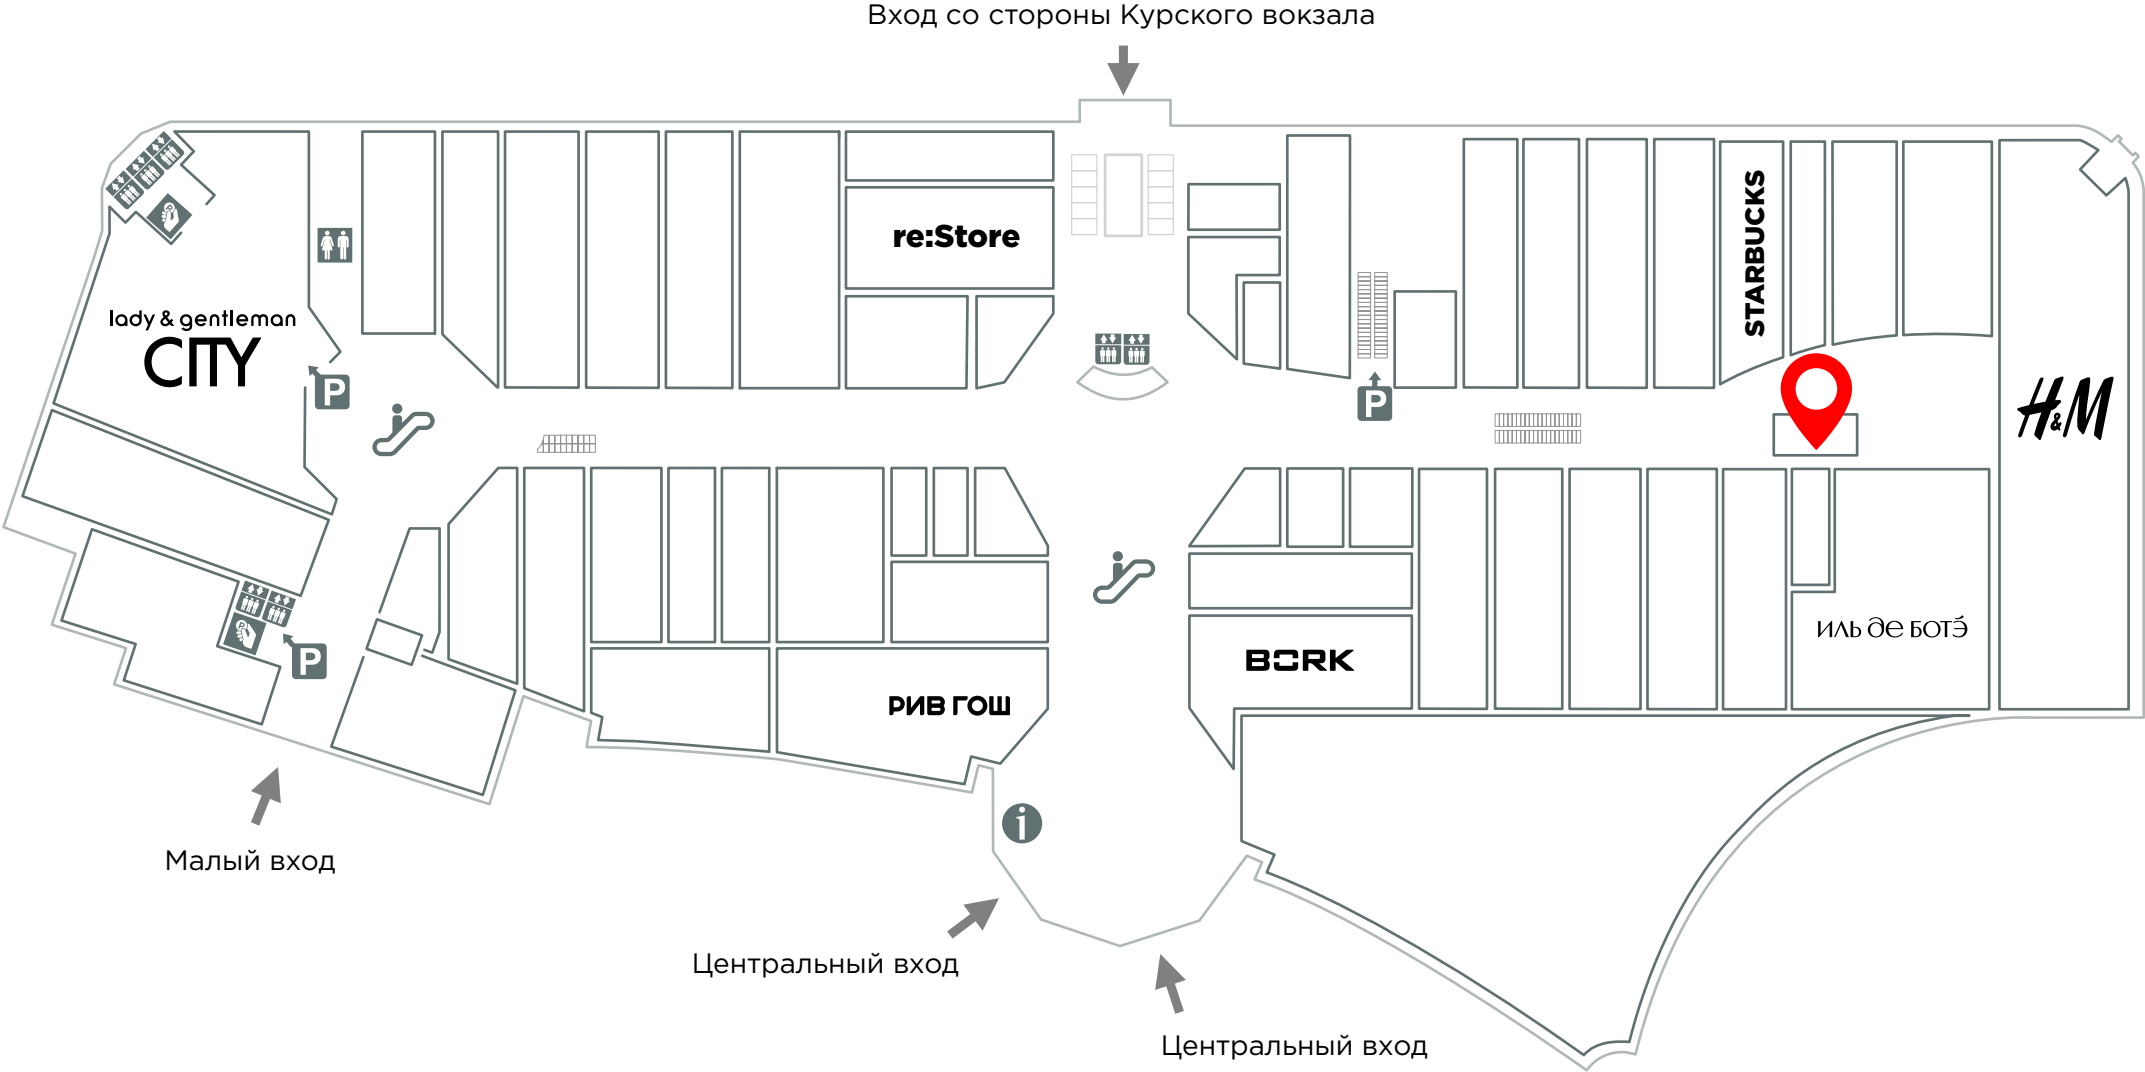 Вход со стороны Курского вокзала
re:Store
STARBUCKS
lady & gentleman
CITY
P
P
H&M
ИЛЬ де БОТЭ
BORK
P
РИВ ГОШ
i
Малый вход
Центральный вход
Центральный вход